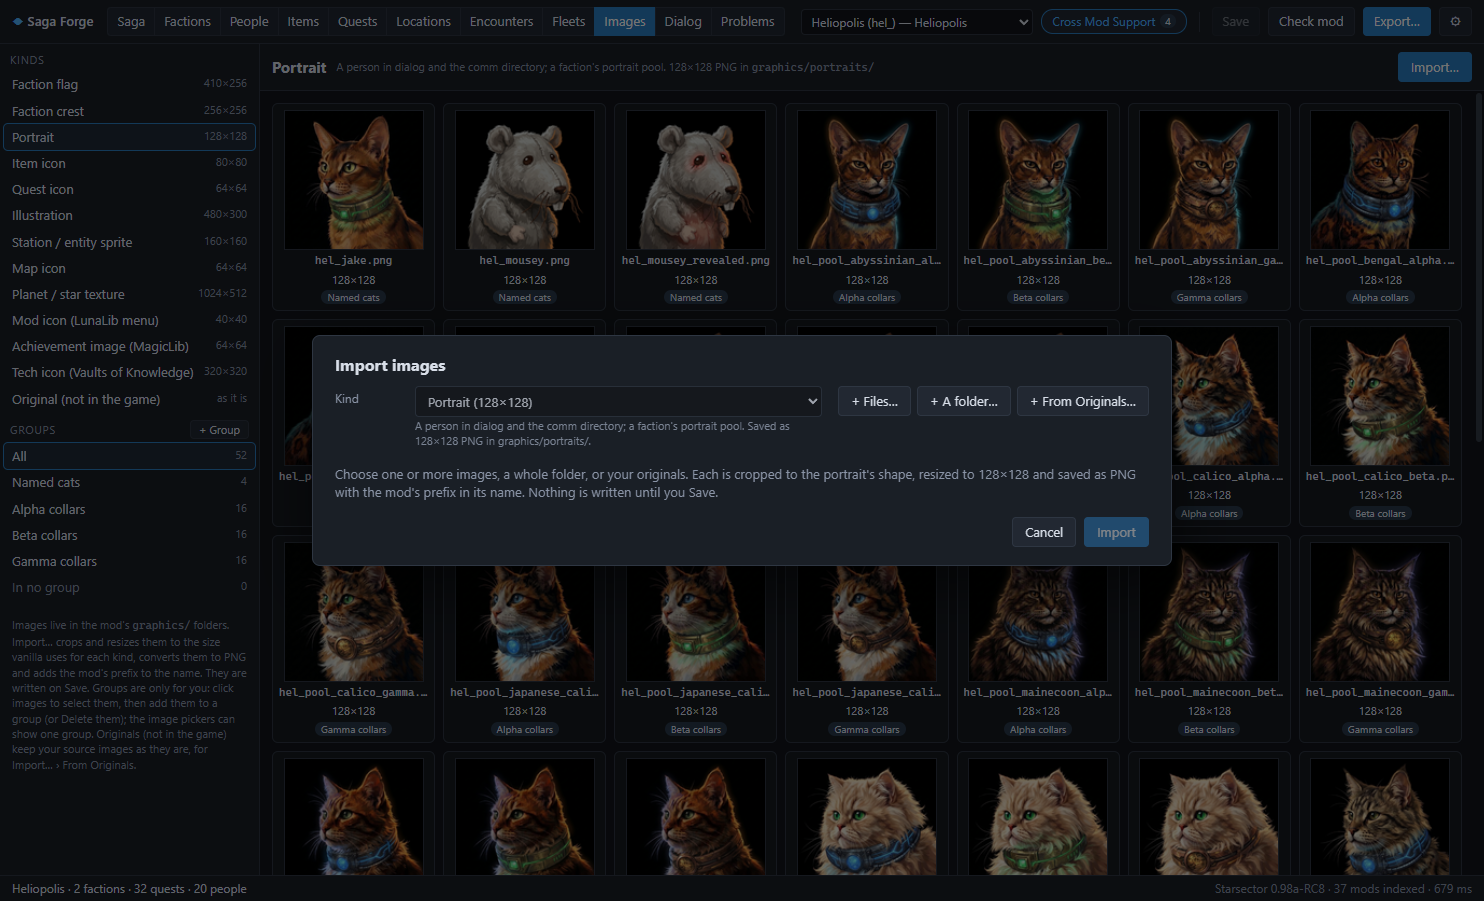 Saga Forge
Saga
Factions
People
Items
Quests
Locations
Encounters
Fleets
Images
Dialog
Problems
Heliopolis (hel_) — Heliopolis
Cross Mod Support 4
Save
Check mod
Export...
KINDS
Faction flag 410×256
Faction crest 256×256
Portrait 128×128
Item icon 80×80
Quest icon 64×64
Illustration 480×300
Station / entity sprite 160×160
Map icon 64×64
Planet / star texture 1024×512
Mod icon (LunaLib menu) 40×40
Achievement image (MagicLib) 64×64
Tech icon (Vaults of Knowledge) 320×320
Original (not in the game) as it is
GROUPS + Group
All 52
Named cats 4
Alpha collars 16
Beta collars 16
Gamma collars 16
In no group 0
Images live in the mod's graphics/ folders.
Import... crops and resizes them to the size
vanilla uses for each kind, converts them to PNG
and adds the mod's prefix to the name. They are
written on Save. Groups are only for you: click
images to select them, then add them to a
group (or Delete them); the image pickers can
show one group. Originals (not in the game)
keep your source images as they are, for
Import... › From Originals.
Portrait A person in dialog and the comm directory; a faction's portrait pool. 128×128 PNG in graphics/portraits/
Import...
hel_jake.png
128×128
Named cats
hel_mousey.png
128×128
Named cats
hel_mousey_revealed.png
128×128
Named cats
hel_pool_abyssinian_al...
128×128
Alpha collars
hel_pool_abyssinian_be...
128×128
Beta collars
hel_pool_abyssinian_ga...
128×128
Gamma collars
hel_pool_bengal_alpha....
128×128
Alpha collars
hel_p
_pool_calico_alpha....
128×128
Alpha collars
hel_pool_calico_beta.p...
128×128
Beta collars
Import images
Kind
Portrait (128×128)
+ Files...
+ A folder...
+ From Originals...
A person in dialog and the comm directory; a faction's portrait pool. Saved as
128×128 PNG in graphics/portraits/.
Choose one or more images, a whole folder, or your originals. Each is cropped to the portrait's shape, resized to 128×128 and saved as PNG
with the mod's prefix in its name. Nothing is written until you Save.
Cancel
Import
hel_pool_calico_gamma....
128×128
Gamma collars
hel_pool_japanese_cali...
128×128
Alpha collars
hel_pool_japanese_cali...
128×128
Beta collars
hel_pool_japanese_cali...
128×128
Gamma collars
hel_pool_mainecoon_alp...
128×128
Alpha collars
hel_pool_mainecoon_bet...
128×128
Beta collars
hel_pool_mainecoon_gam...
128×128
Gamma collars
Heliopolis · 2 factions · 32 quests · 20 people
Starsector 0.98a-RC8 · 37 mods indexed · 679 ms